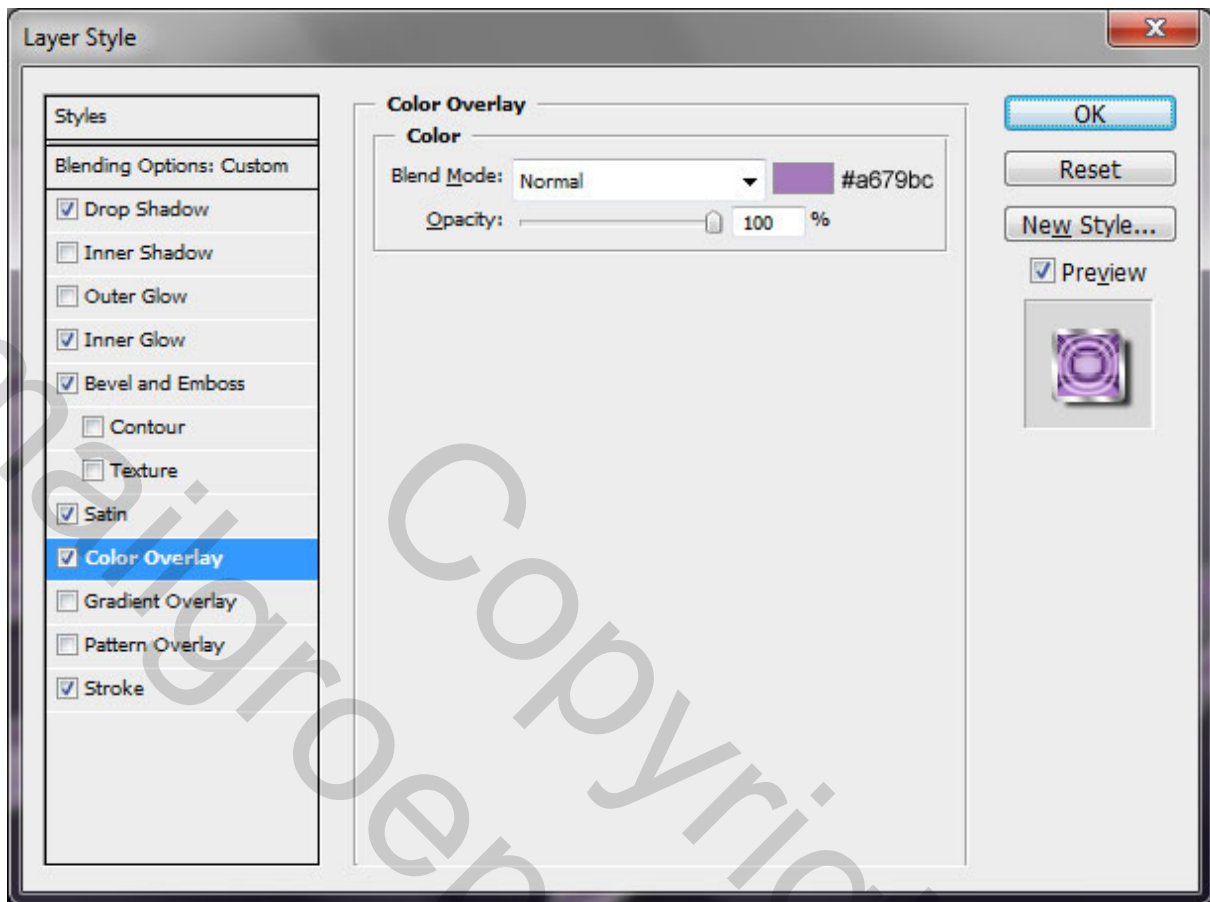 Layer Style
Styles
Blending Options: Custom
Drop Shadow
Inner Shadow
Outer Glow
Inner Glow
Bevel and Emboss
Contour
Texture
Satin
Color Overlay
Gradient Overlay
Pattern Overlay
Stroke
Color Overlay
Color
Blend Mode: Normal #a679bc
Opacity: 100 %
OK
Reset
New Style...
Preview